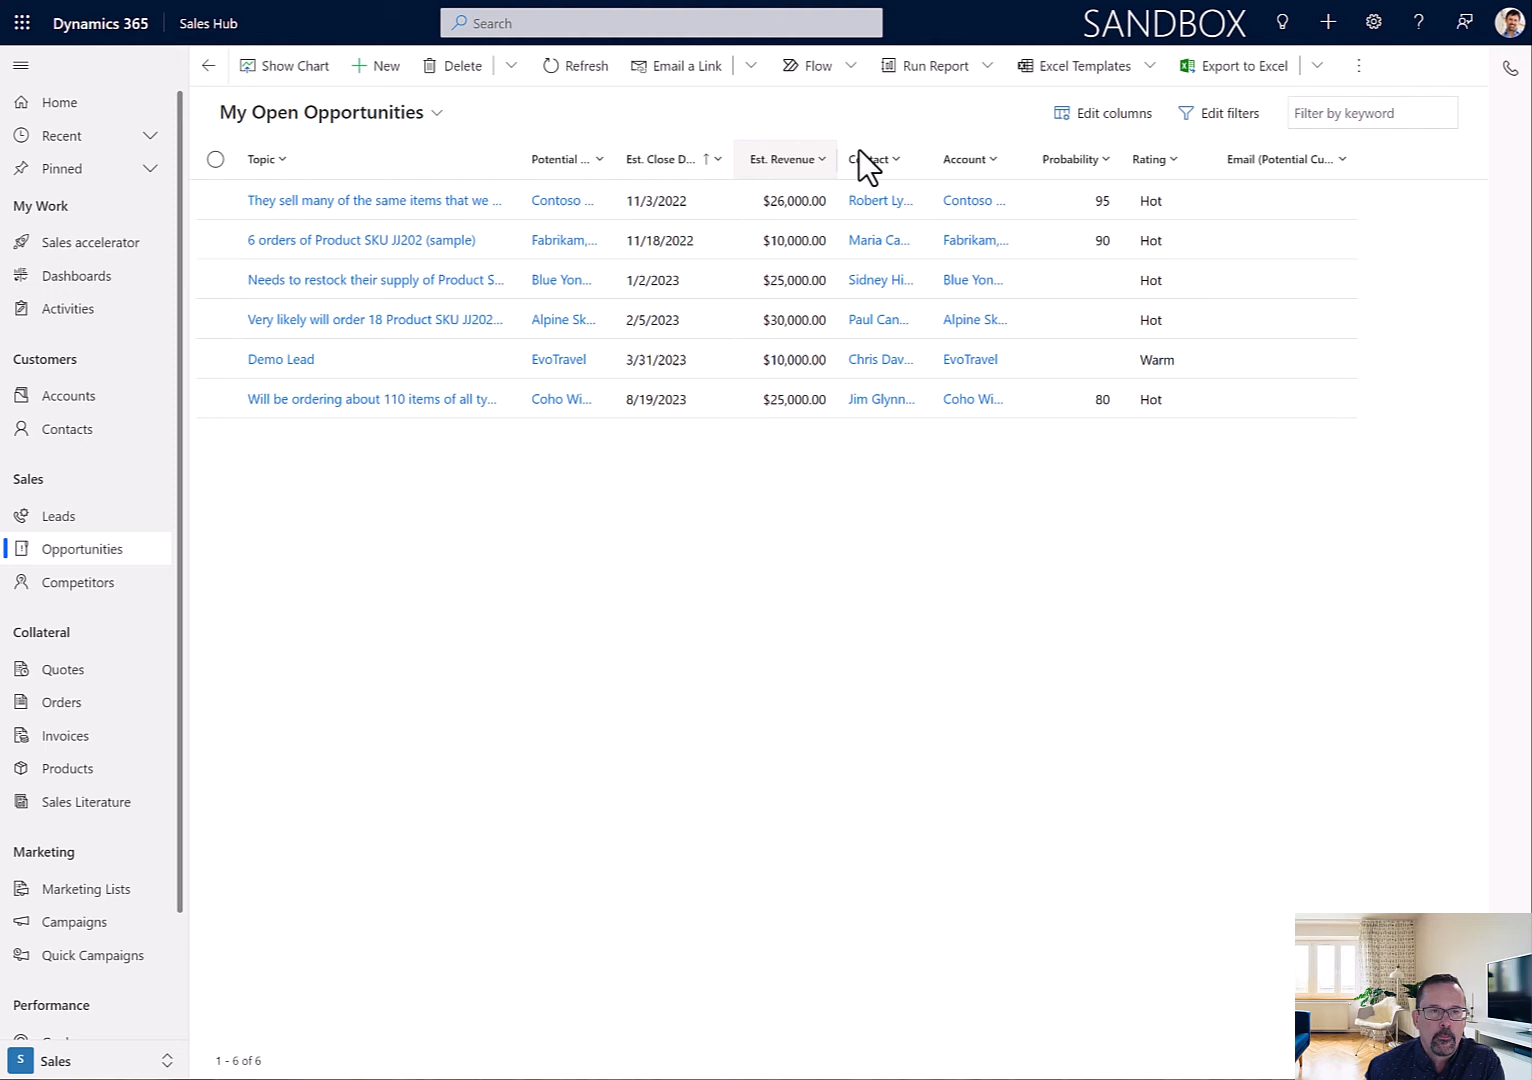 Dynamics 365 Sales Hub Search SANDBOX
Show Chart New Delete Refresh Email a Link Flow Run Report Excel Templates Export to Excel
Home
Recent
Pinned
My Work
Sales accelerator
Dashboards
Activities
Customers
Accounts
Contacts
Sales
Leads
Opportunities
Competitors
Collateral
Quotes
Orders
Invoices
Products
Sales Literature
Marketing
Marketing Lists
Campaigns
Quick Campaigns
Performance
S Sales
My Open Opportunities Edit columns Edit filters Filter by keyword
Topic Potential ... Est. Close D... Est. Revenue Account Probability Rating Email (Potential Cu...
They sell many of the same items that we ... Contoso ... 11/3/2022 $26,000.00 Robert Ly... Contoso ... 95 Hot
6 orders of Product SKU JJ202 (sample) Fabrikam,... 11/18/2022 $10,000.00 Maria Ca... Fabrikam,... 90 Hot
Needs to restock their supply of Product S... Blue Yon... 1/2/2023 $25,000.00 Sidney Hi... Blue Yon... Hot
Very likely will order 18 Product SKU JJ202... Alpine Sk... 2/5/2023 $30,000.00 Paul Can... Alpine Sk... Hot
Demo Lead EvoTravel 3/31/2023 $10,000.00 Chris Dav... EvoTravel Warm
Will be ordering about 110 items of all ty... Coho Wi... 8/19/2023 $25,000.00 Jim Glynn... Coho Wi... 80 Hot
1 - 6 of 6